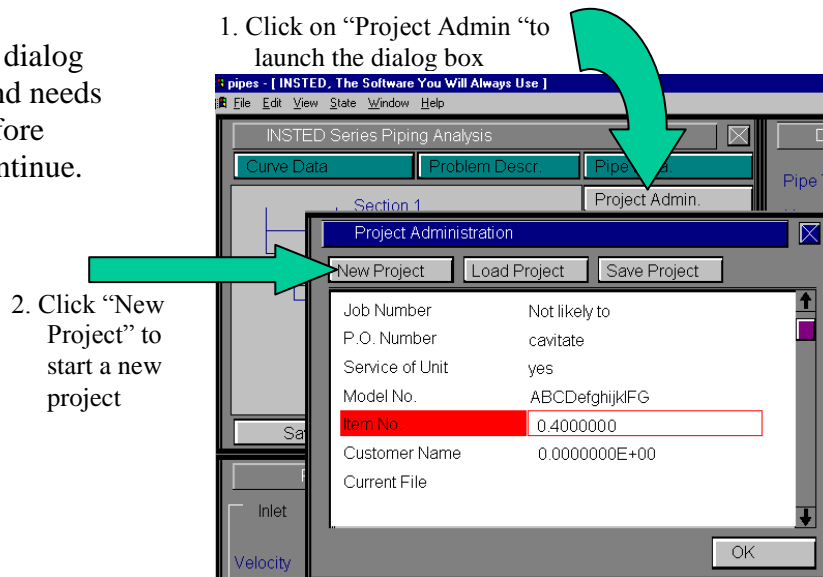 1. Click on “Project Admin “to
launch the dialog box
dialog
nd needs
fore
ntinue.
2. Click “New
Project” to
start a new
project
pipes - [ INSTED, The Software You Will Always Use ]
File Edit View State Window Help
INSTED Series Piping Analysis
Curve Data Problem Descr. Pipe
Pipe
Section 1
Project Admin.
Project Administration
New Project Load Project Save Project
Job Number Not likely to
P.O. Number cavitate
Service of Unit yes
Model No. ABCDefghijklFG
Item No. 0.4000000
Customer Name 0.0000000E+00
Current File
Sa
Inlet
Velocity
OK